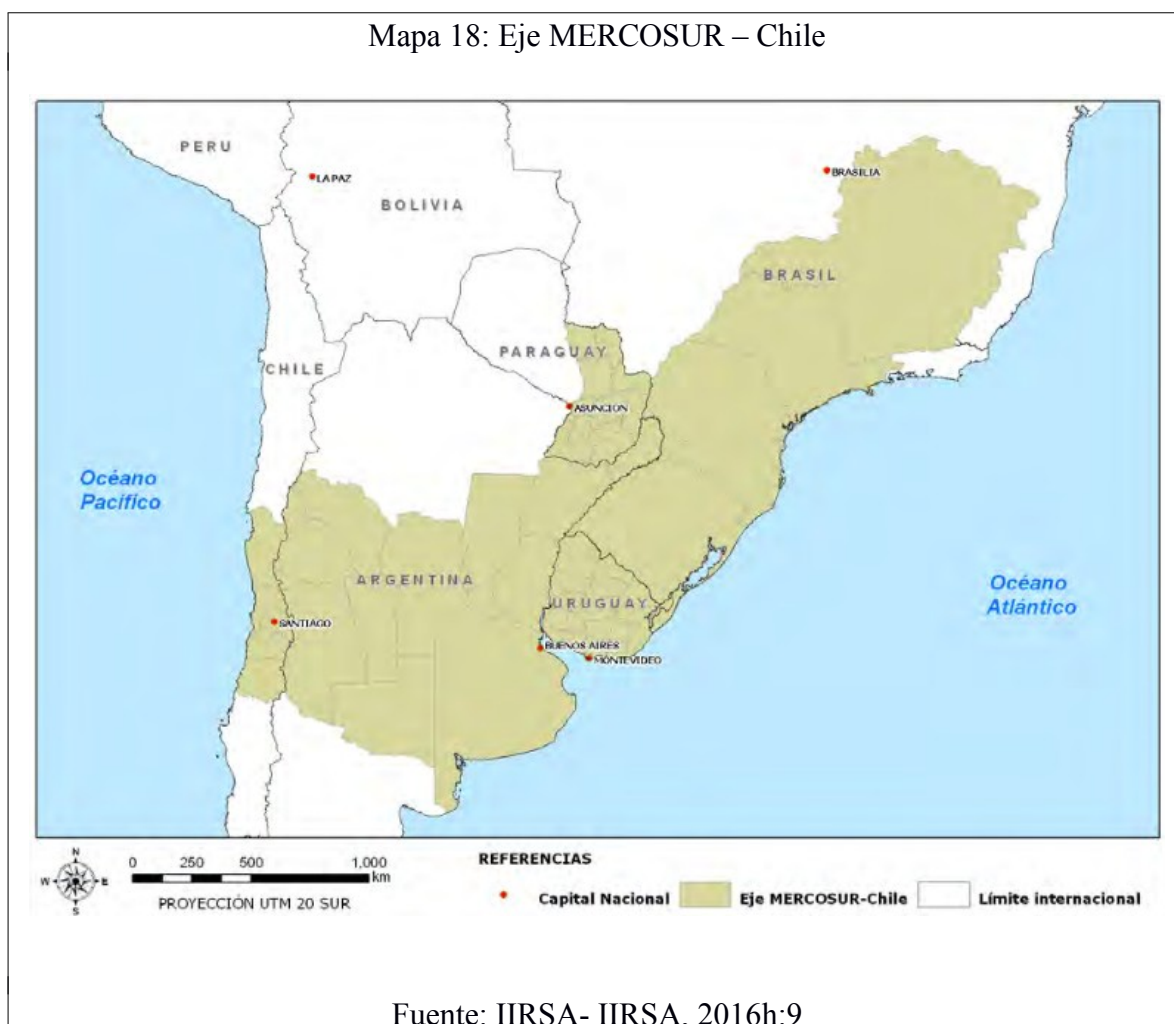 Mapa 18: Eje MERCOSUR – Chile
PERU
LA PAZ
BOLIVIA
BRASILIA
BRASIL
PARAGUAY
CHILE
ASUNCION
Océano
Pacífico
ARGENTINA
Océano
Atlántico
URUGUAY
SANTIAGO
BUENOS AIRES
MONTEVIDEO
N
W
E
S
0 250 500 1,000
km
PROYECCIÓN UTM 20 SUR
REFERENCIAS
Capital Nacional
Eje MERCOSUR-Chile
Límite internacional
Fuente: IIRSA- IIRSA, 2016h:9